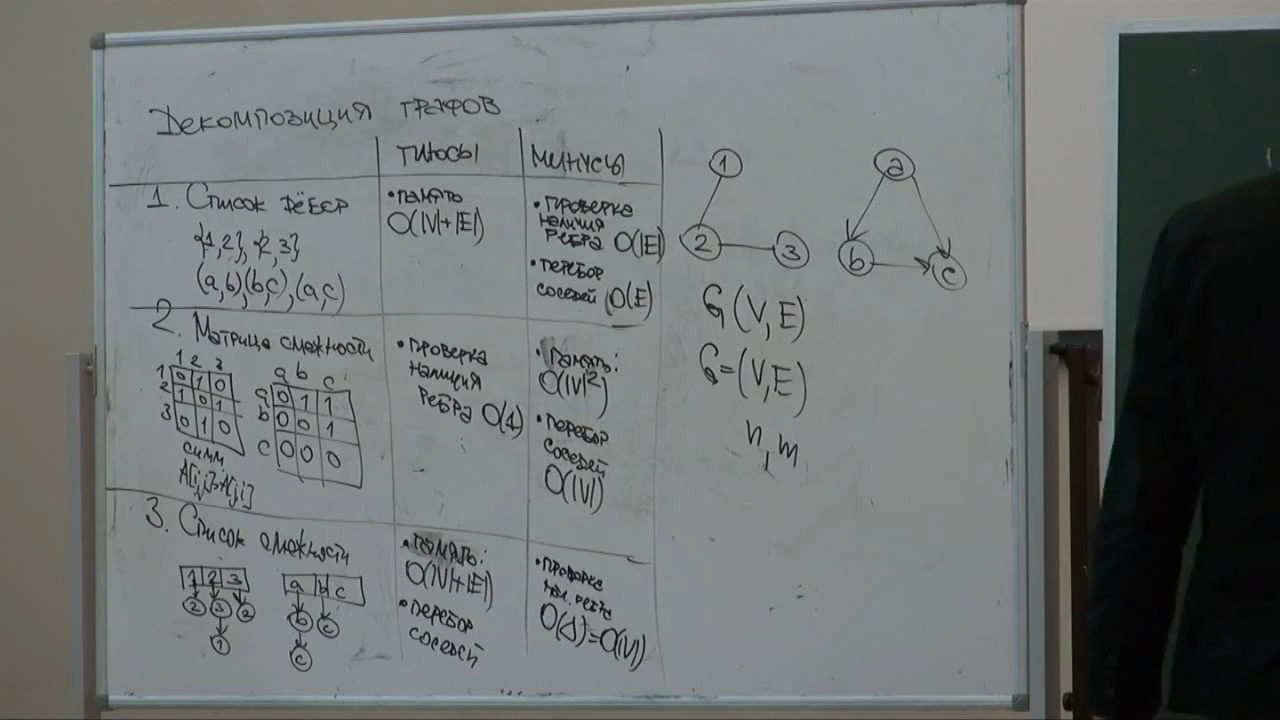 Декомпозиция графов
плюсы
минусы
1. Список рёбер
{1,2}, {2,3}
(a,b)(b,c),(a,c)
• память
O(|V|+|E|)
• проверка
наличия
ребра O(|E|)
• перебор
соседей O(E)
2. Матрица смежности
1 2 3
1 0 1 0
2 1 0 1
3 0 1 0
симм
A[i,j]=A[j,i]
a b c
a 0 1 1
b 0 0 1
c 0 0 0
• проверка
наличия
ребра O(1)
• память:
O(|V|²)
• перебор
соседей
O(|V|)
3. Список смежности
1 2 3
2 3 2
1
a b c
b c
c
• память:
O(|V|+|E|)
• перебор
соседей
• проверка
нал. ребра
O(Δ)=O(|V|)
1
2
3
a
b
c
G(V,E)
G=(V,E)
n, m